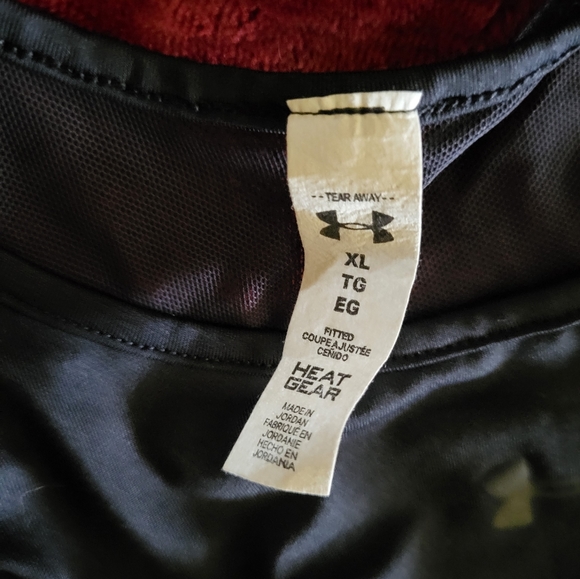 --TEAR AWAY--
XL
TG
EG
FITTED
COUPE AJUSTÉE
CEÑIDO
HEAT
GEAR
MADE IN
JORDAN
FABRIQUÉ EN
JORDANIE
HECHO EN
JORDANIA